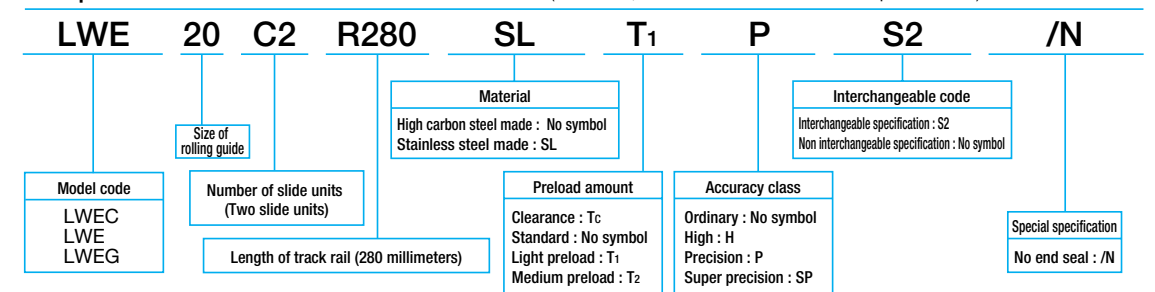 LWE 20 C2 R280 SL T1 P S2 /N
Material
High carbon steel made : No symbol
Stainless steel made : SL
Interchangeable code
Interchangeable specification : S2
Non interchangeable specification : No symbol
Size of
rolling guide
Model code
LWEC
LWE
LWEG
Number of slide units
(Two slide units)
Length of track rail (280 millimeters)
Preload amount
Clearance : Tc
Standard : No symbol
Light preload : T1
Medium preload : T2
Accuracy class
Ordinary : No symbol
High : H
Precision : P
Super precision : SP
Special specification
No end seal : /N